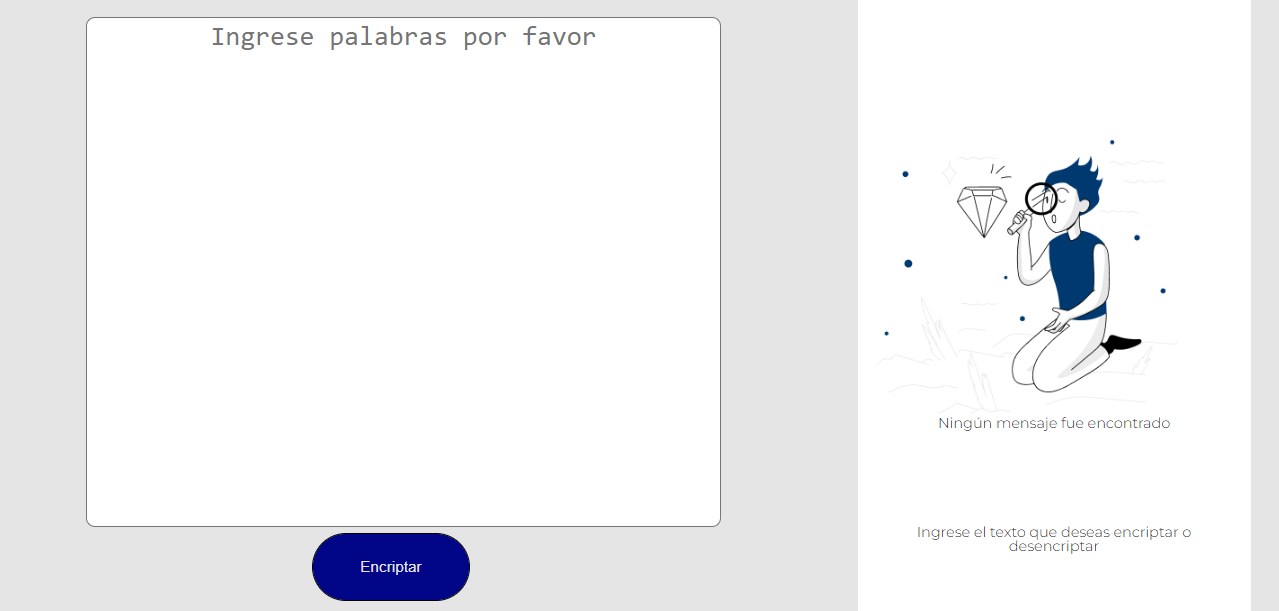 Ingrese palabras por favor
Encriptar
Ningún mensaje fue encontrado
Ingrese el texto que deseas encriptar o
desencriptar